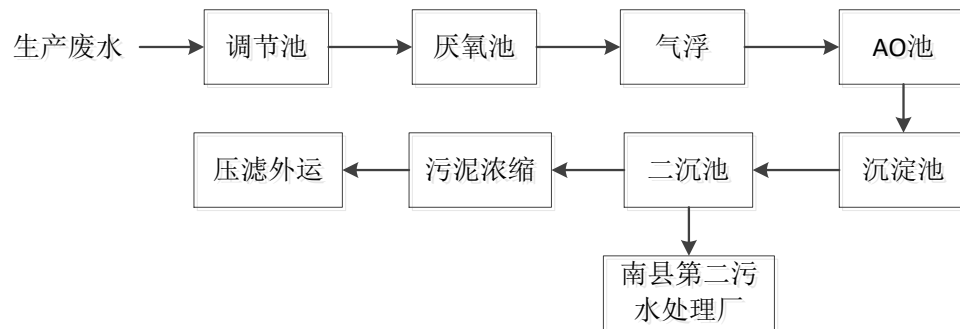 生产废水
调节池
厌氧池
气浮
AO池
压滤外运
污泥浓缩
二沉池
沉淀池
南县第二污
水处理厂